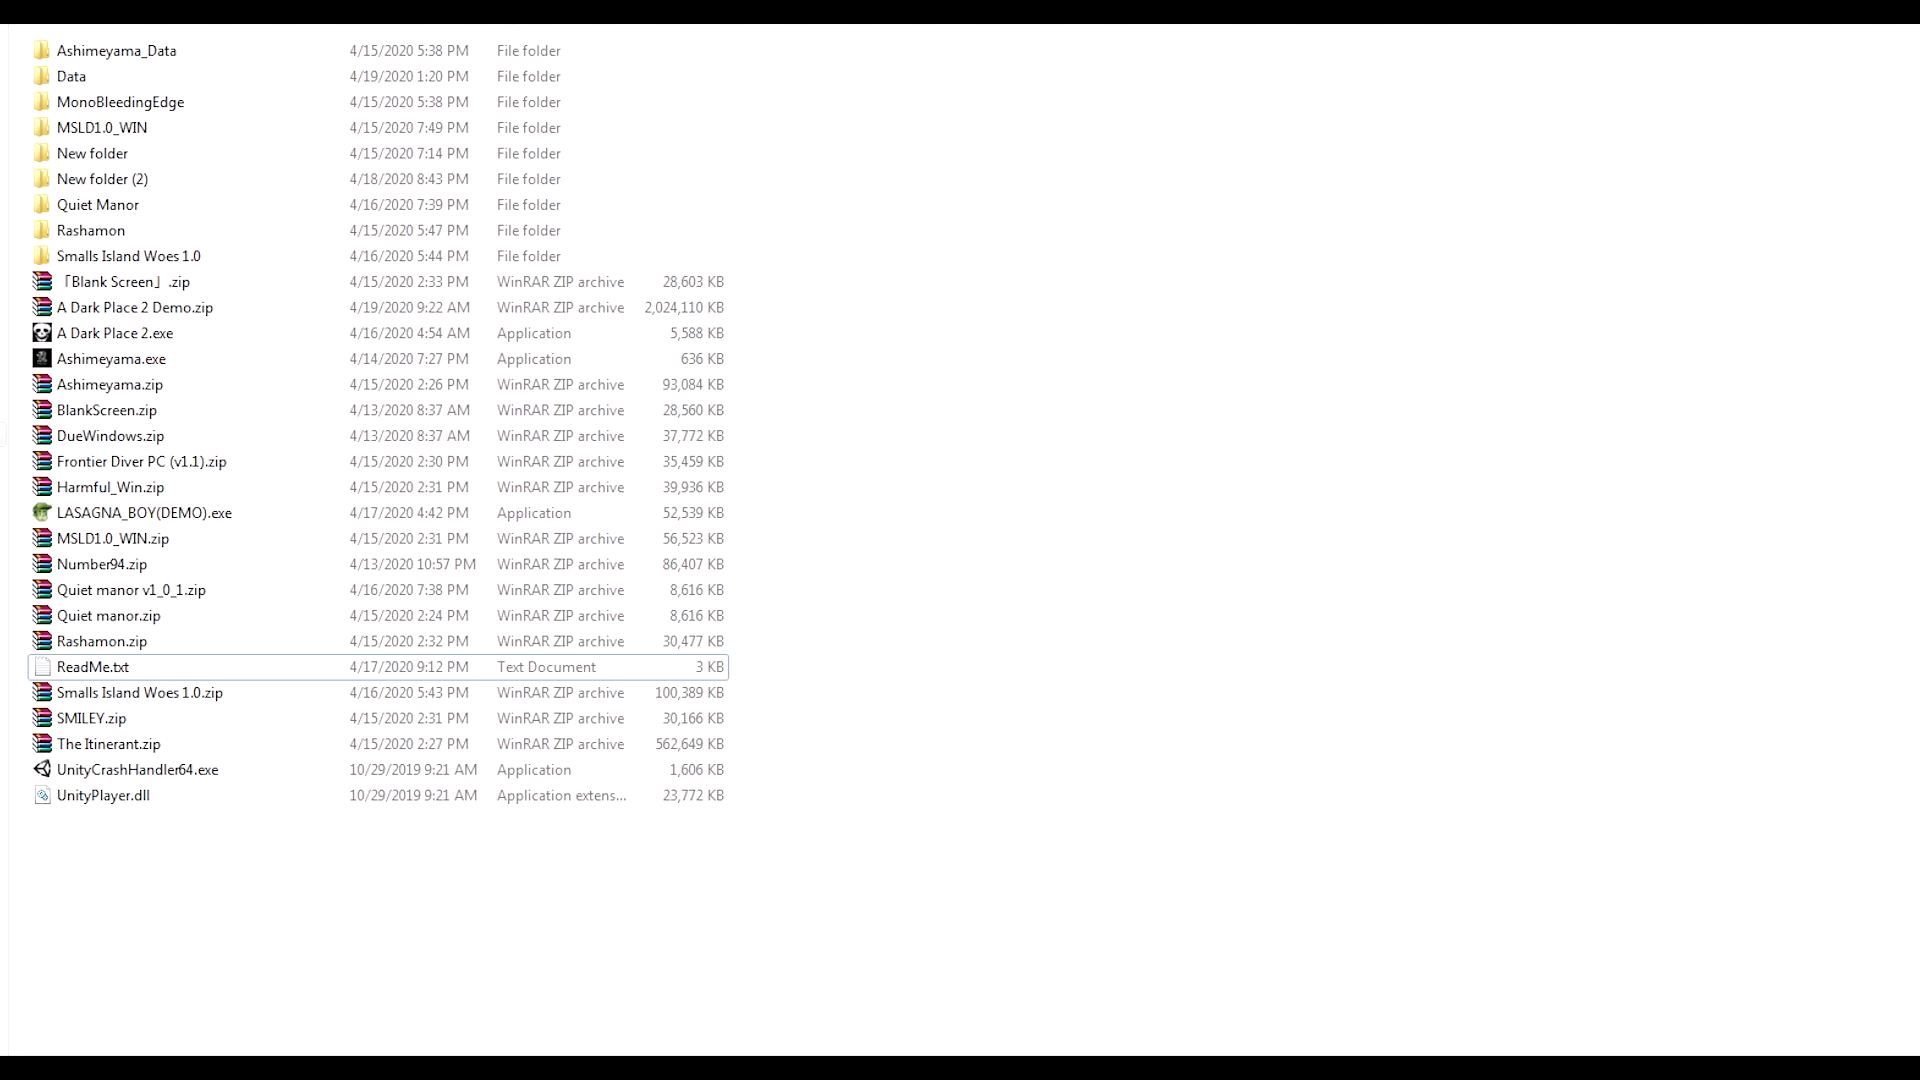 Ashimeyama_Data 4/15/2020 5:38 PM File folder
Data 4/19/2020 1:20 PM File folder
MonoBleedingEdge 4/15/2020 5:38 PM File folder
MSLD1.0_WIN 4/15/2020 7:49 PM File folder
New folder 4/15/2020 7:14 PM File folder
New folder (2) 4/18/2020 8:43 PM File folder
Quiet Manor 4/16/2020 7:39 PM File folder
Rashamon 4/15/2020 5:47 PM File folder
Smalls Island Woes 1.0 4/16/2020 5:44 PM File folder
「Blank Screen」.zip 4/15/2020 2:33 PM WinRAR ZIP archive 28,603 KB
A Dark Place 2 Demo.zip 4/19/2020 9:22 AM WinRAR ZIP archive 2,024,110 KB
A Dark Place 2.exe 4/16/2020 4:54 AM Application 5,588 KB
Ashimeyama.exe 4/14/2020 7:27 PM Application 636 KB
Ashimeyama.zip 4/15/2020 2:26 PM WinRAR ZIP archive 93,084 KB
BlankScreen.zip 4/13/2020 8:37 AM WinRAR ZIP archive 28,560 KB
DueWindows.zip 4/13/2020 8:37 AM WinRAR ZIP archive 37,772 KB
Frontier Diver PC (v1.1).zip 4/15/2020 2:30 PM WinRAR ZIP archive 35,459 KB
Harmful_Win.zip 4/15/2020 2:31 PM WinRAR ZIP archive 39,936 KB
LASAGNA_BOY(DEMO).exe 4/17/2020 4:42 PM Application 52,539 KB
MSLD1.0_WIN.zip 4/15/2020 2:31 PM WinRAR ZIP archive 56,523 KB
Number94.zip 4/13/2020 10:57 PM WinRAR ZIP archive 86,407 KB
Quiet manor v1_0_1.zip 4/16/2020 7:38 PM WinRAR ZIP archive 8,616 KB
Quiet manor.zip 4/15/2020 2:24 PM WinRAR ZIP archive 8,616 KB
Rashamon.zip 4/15/2020 2:32 PM WinRAR ZIP archive 30,477 KB
ReadMe.txt 4/17/2020 9:12 PM Text Document 3 KB
Smalls Island Woes 1.0.zip 4/16/2020 5:43 PM WinRAR ZIP archive 100,389 KB
SMILEY.zip 4/15/2020 2:31 PM WinRAR ZIP archive 30,166 KB
The Itinerant.zip 4/15/2020 2:27 PM WinRAR ZIP archive 562,649 KB
UnityCrashHandler64.exe 10/29/2019 9:21 AM Application 1,606 KB
UnityPlayer.dll 10/29/2019 9:21 AM Application extens... 23,772 KB